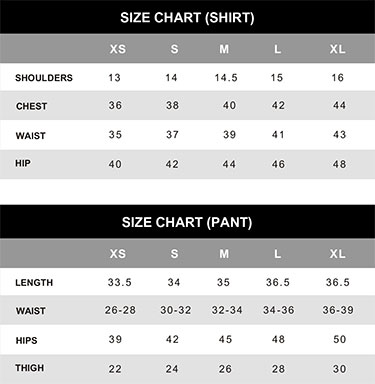 SIZE CHART (SHIRT)
XS S M L XL
SHOULDERS 13 14 14.5 15 16
CHEST 36 38 40 42 44
WAIST 35 37 39 41 43
HIP 40 42 44 46 48
SIZE CHART (PANT)
XS S M L XL
LENGTH 33.5 34 35 36.5 36.5
WAIST 26-28 30-32 32-34 34-36 36-39
HIPS 39 42 45 48 50
THIGH 22 24 26 28 30